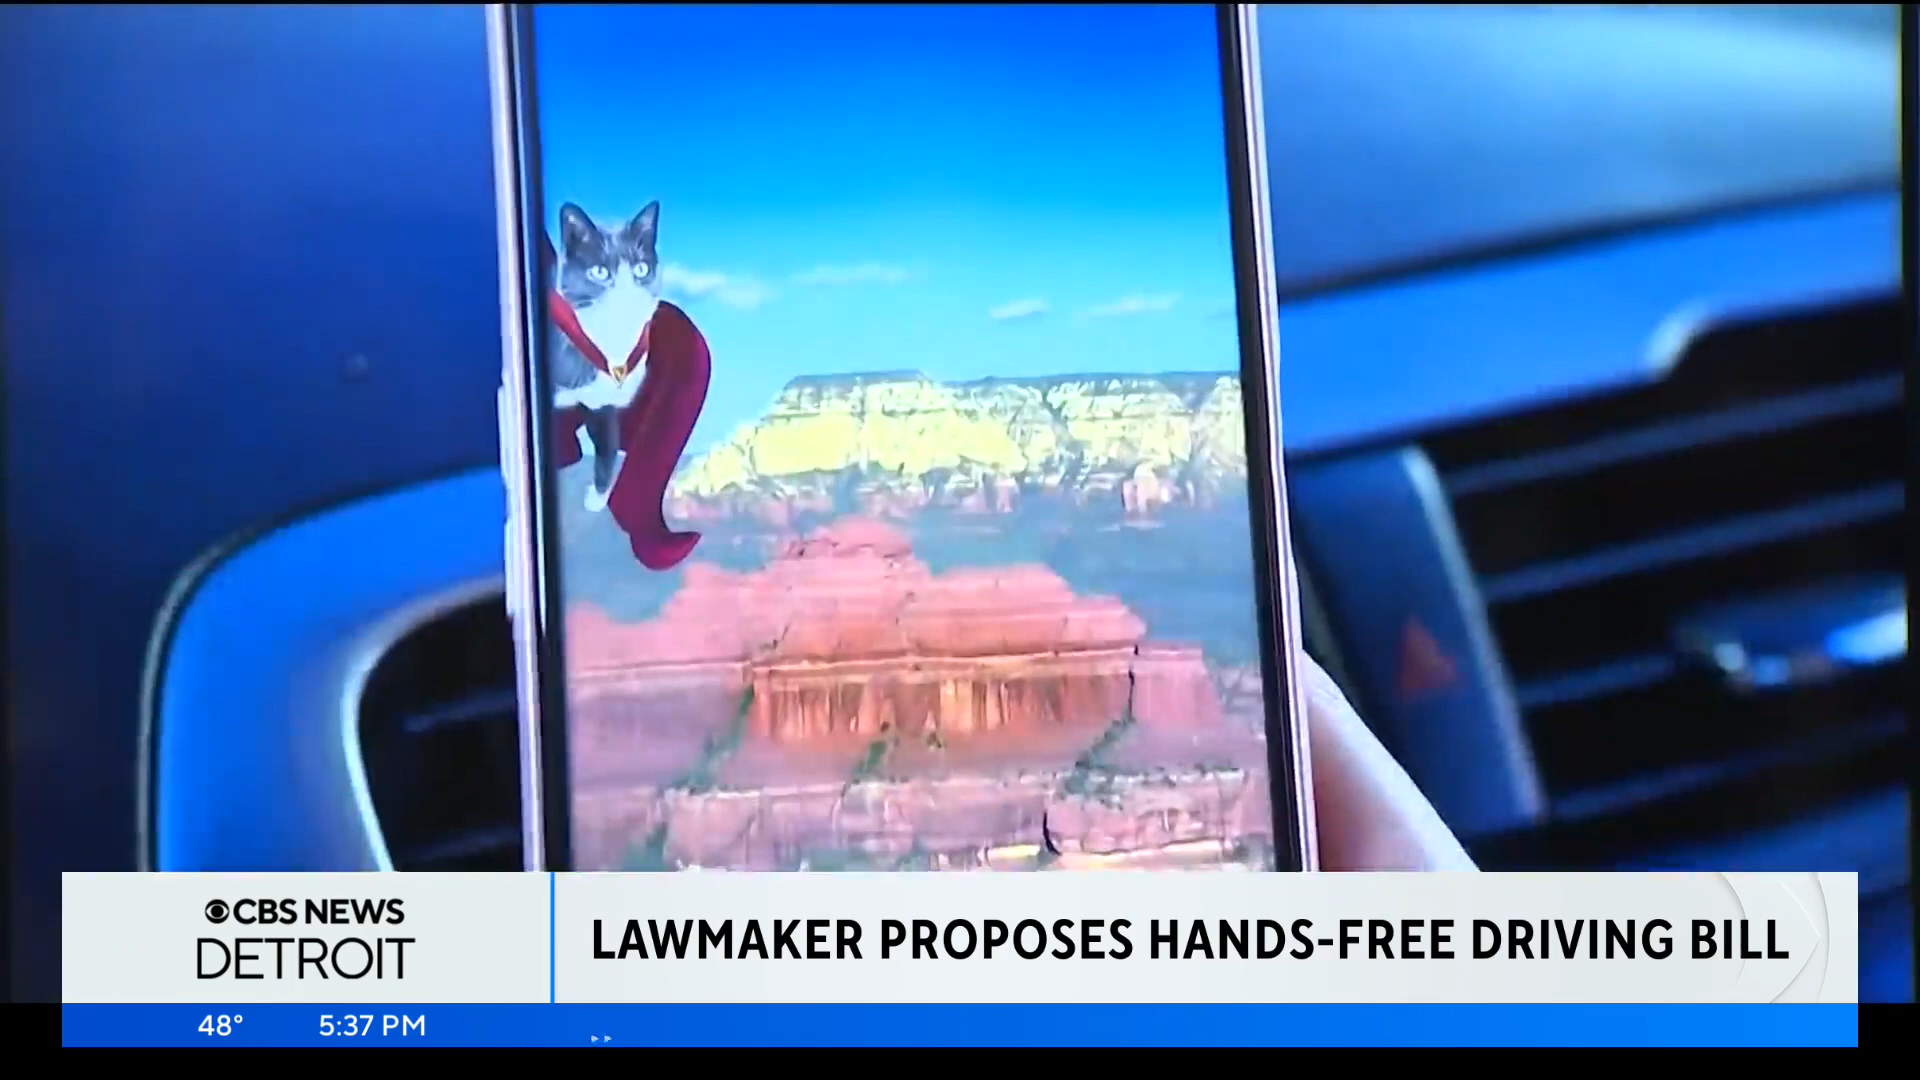 CBS NEWS
DETROIT
LAWMAKER PROPOSES HANDS-FREE DRIVING BILL
48° 5:37 PM